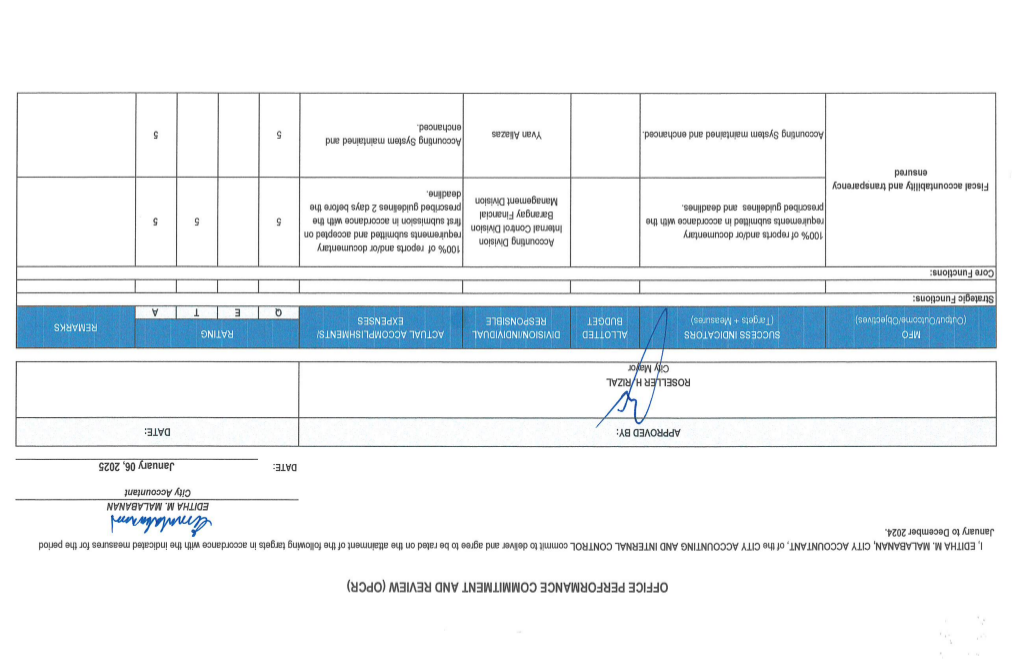 OFFICE PERFORMANCE COMMITMENT AND REVIEW (OPCR)
I, EDITHA M. MALABANAN, CITY ACCOUNTANT, of the CITY ACCOUNTING AND INTERNAL CONTROL commit to deliver and agree to be rated on the attainment of the following targets in accordance with the indicated measures for the period
January to December 2024.
EDITHA M. MALABANAN
City Accountant
DATE: January 06, 2025
APPROVED BY:
DATE:
ROSELLER H. RIZAL
City Mayor
MFO
(Output/Outcome/Objectives)
SUCCESS INDICATORS
(Targets + Measures)
ALLOTTED
BUDGET
DIVISION/INDIVIDUAL
RESPONSIBLE
ACTUAL ACCOMPLISHMENTS/
EXPENSES
RATING
Q E T A
REMARKS
Strategic Functions:
Core Functions:
Fiscal accountability and transparency
ensured
100% of reports and/or documentary
requirements submitted in accordance with the
prescribed guidelines and deadlines.
Accounting Division
Internal Control Division
Barangay Financial
Management Division
100% of reports and/or documentary
requirements submitted and accepted on
first submission in accordance with the
prescribed guidelines 2 days before the
deadline.
5 5 5
Accounting System maintained and enchanced.
Yvan Aliazas
Accounting System maintained and
enchanced.
5 5